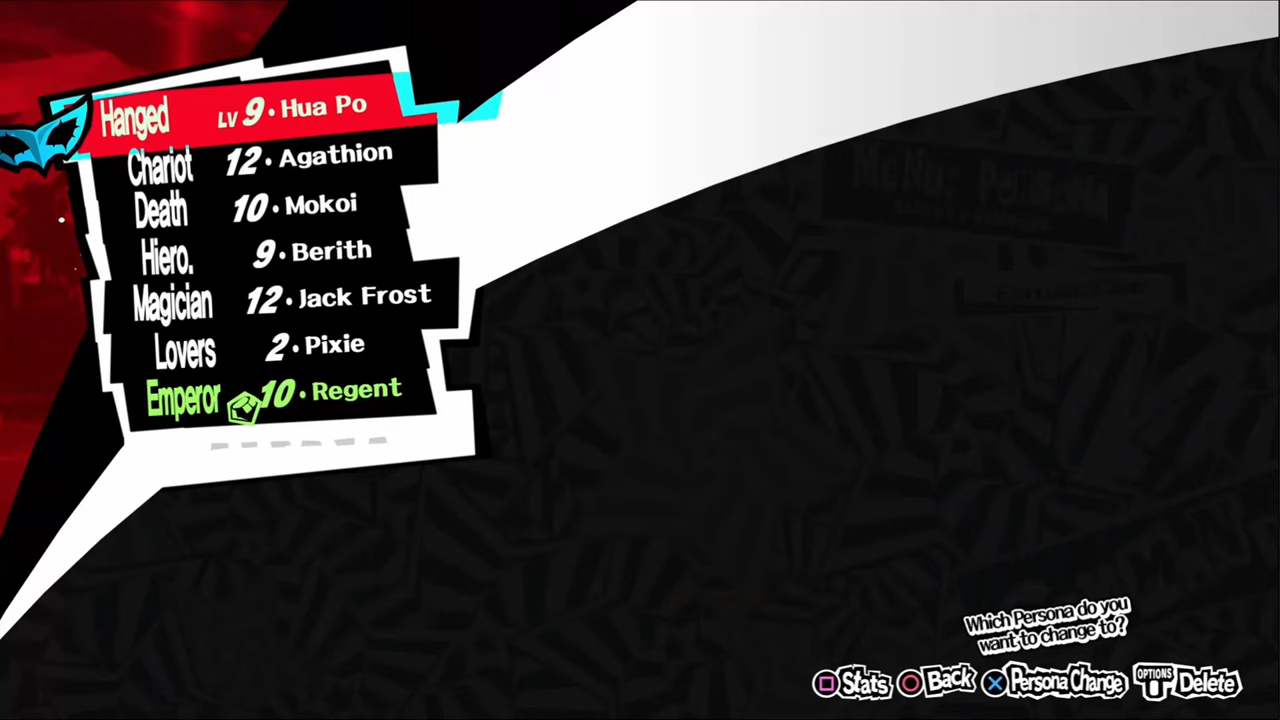 Hanged LV 9・Hua Po
Chariot 12・Agathion
Death 10・Mokoi
Hiero. 9・Berith
Magician 12・Jack Frost
Lovers 2・Pixie
Emperor 10・Regent
MENU: PERSONA
Which Persona do you
want to change to?
Stats Back Persona Change OPTIONS Delete